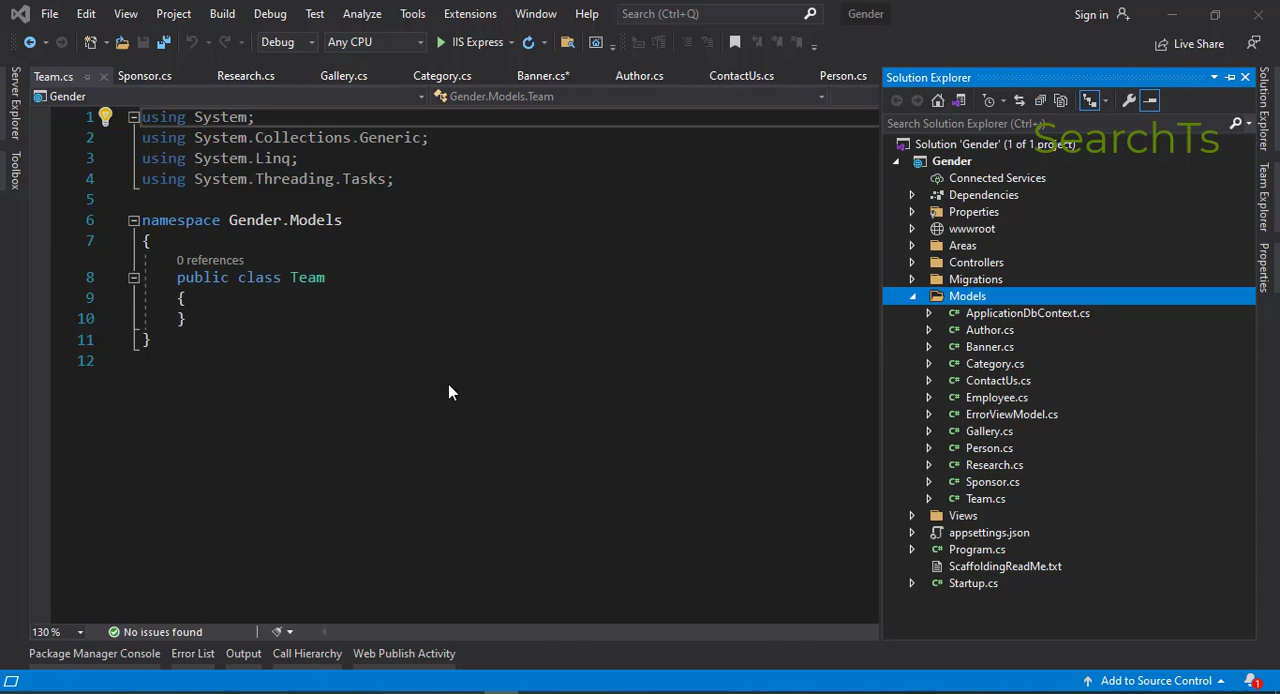 File Edit View Project Build Debug Test Analyze Tools Extensions Window Help Search (Ctrl+Q) Gender Sign in
Debug Any CPU IIS Express Live Share
Server Explorer
Toolbox
Team.cs Sponsor.cs Research.cs Gallery.cs Category.cs Banner.cs* Author.cs ContactUs.cs Person.cs
Gender Gender.Models.Team
1 using System;
2 using System.Collections.Generic;
3 using System.Linq;
4 using System.Threading.Tasks;
5
6 namespace Gender.Models
7 {
0 references
8 public class Team
9 {
10 }
11 }
12
130 % No issues found
Solution Explorer
Search Solution Explorer (Ctrl+
SearchTs
Solution 'Gender' (1 of 1 project)
Gender
Connected Services
Dependencies
Properties
wwwroot
Areas
Controllers
Migrations
Models
ApplicationDbContext.cs
Author.cs
Banner.cs
Category.cs
ContactUs.cs
Employee.cs
ErrorViewModel.cs
Gallery.cs
Person.cs
Research.cs
Sponsor.cs
Team.cs
Views
appsettings.json
Program.cs
ScaffoldingReadMe.txt
Startup.cs
Solution Explorer
Team Explorer
Properties
Package Manager Console Error List Output Call Hierarchy Web Publish Activity
Add to Source Control 1